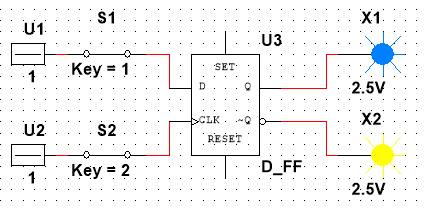 S1
X1
U1
U3
SET
D
Q
1
Key = 1
2.5V
U2
S2
CLK
~Q
X2
RESET
1
Key = 2
D_FF
2.5V